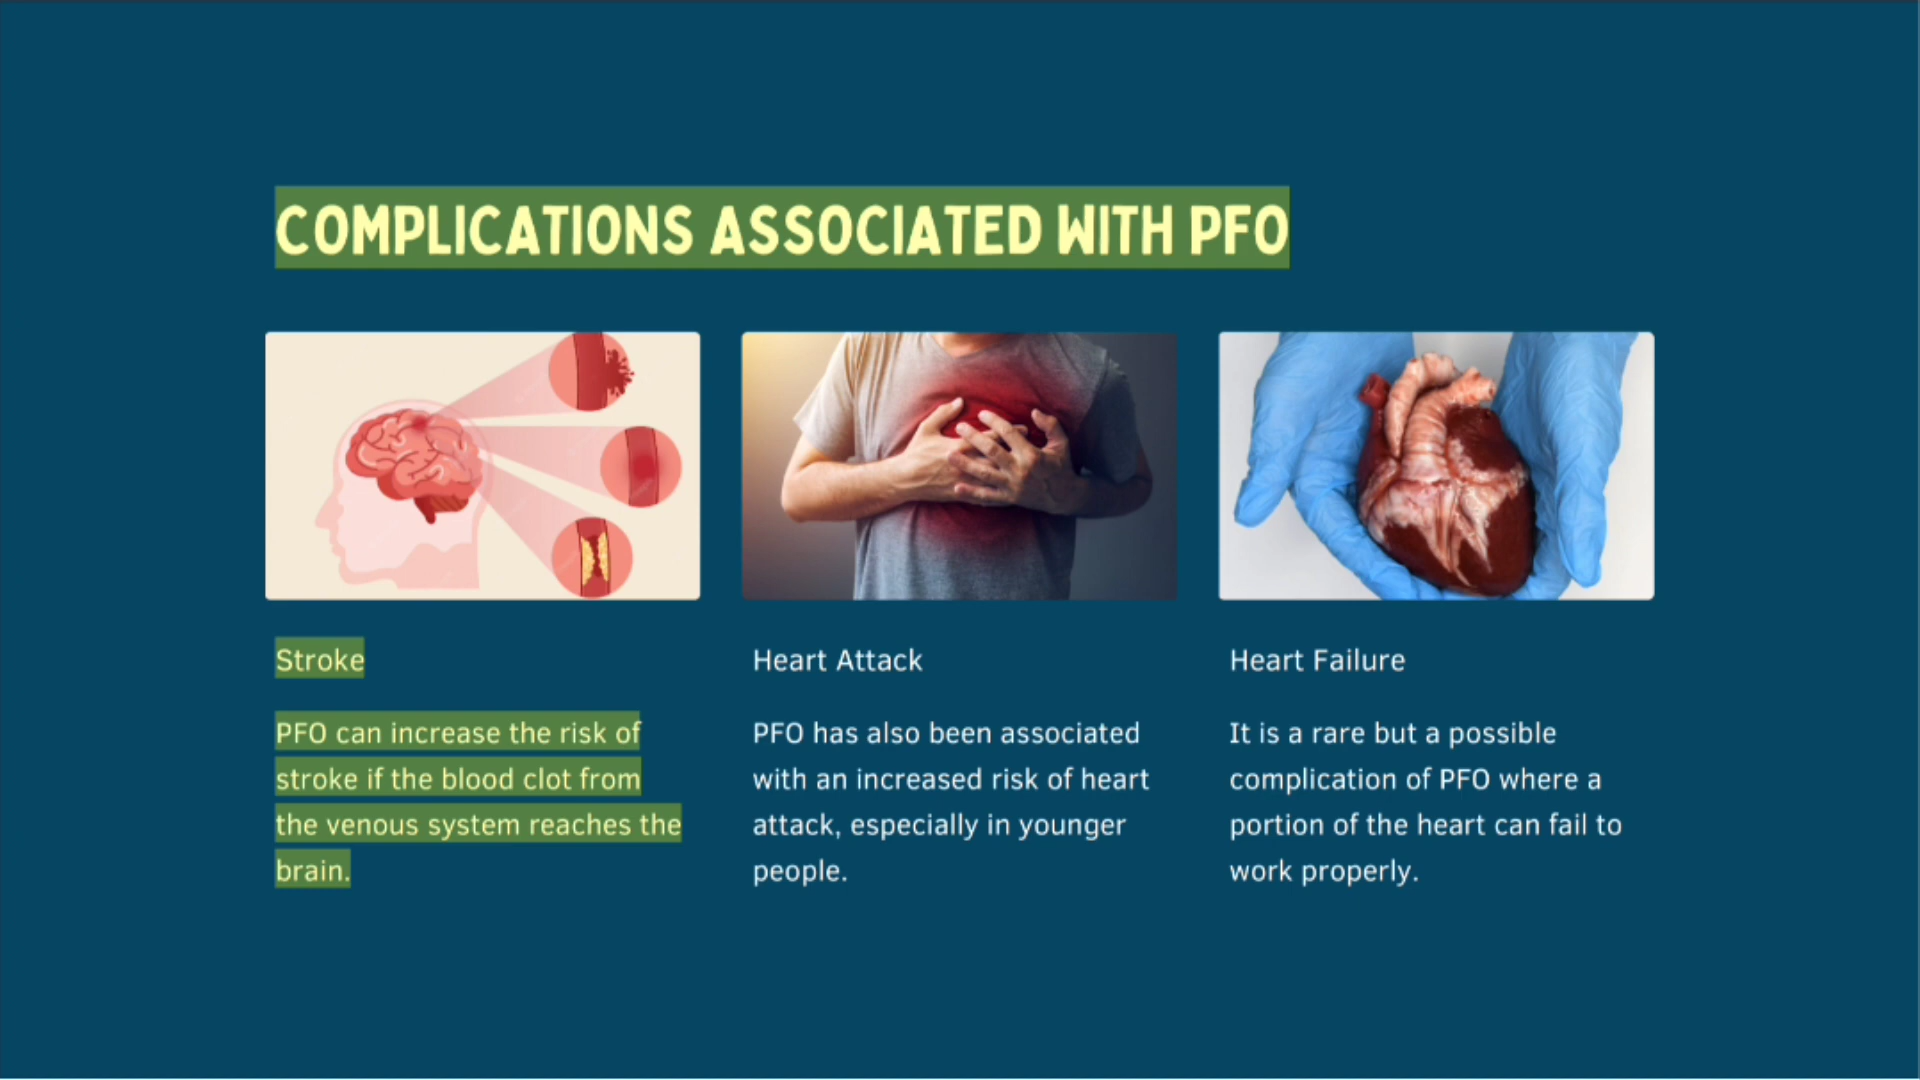 COMPLICATIONS ASSOCIATED WITH PFO
Stroke
PFO can increase the risk of
stroke if the blood clot from
the venous system reaches the
brain.
Heart Attack
PFO has also been associated
with an increased risk of heart
attack, especially in younger
people.
Heart Failure
It is a rare but a possible
complication of PFO where a
portion of the heart can fail to
work properly.